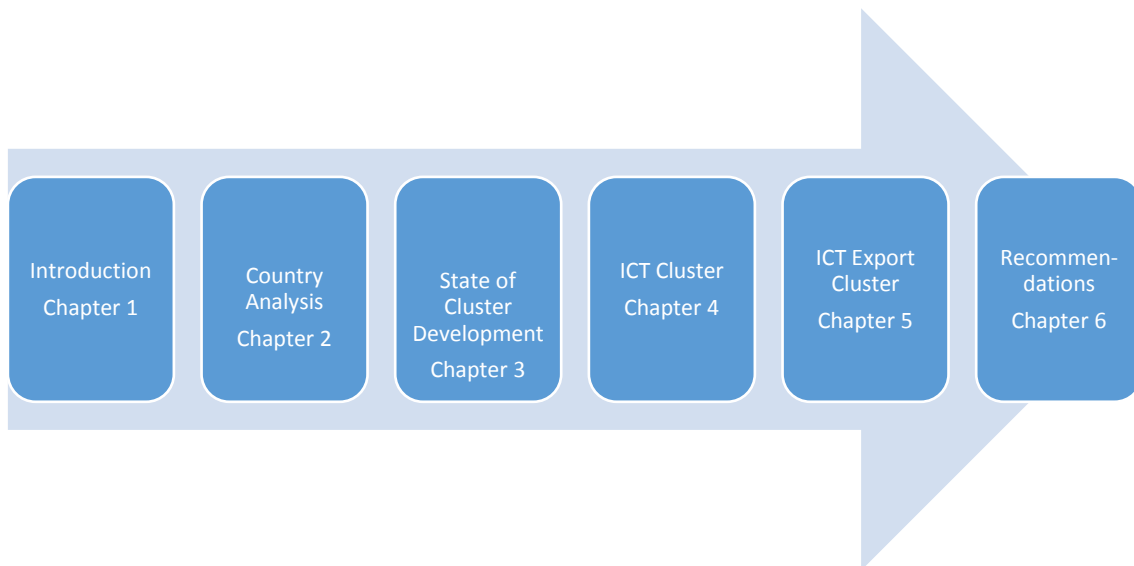 Introduction
Chapter 1
Country
Analysis
Chapter 2
State of
Cluster
Development
Chapter 3
ICT Cluster
Chapter 4
ICT Export
Cluster
Chapter 5
Recommen-
dations
Chapter 6